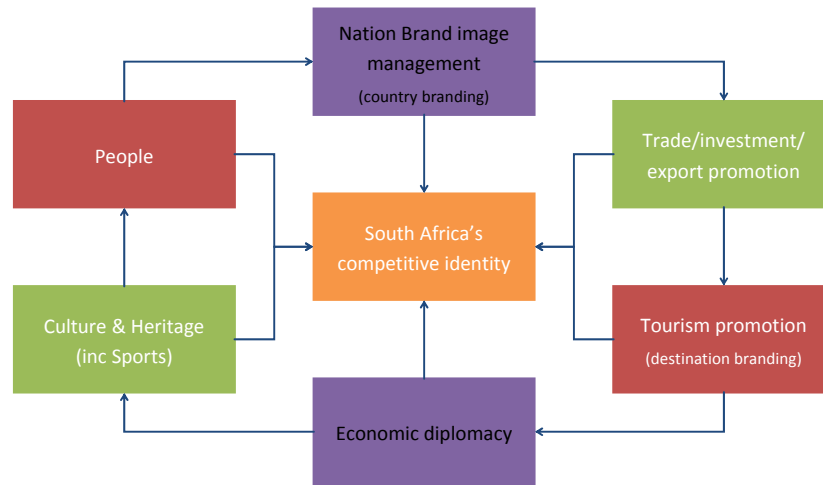 Nation Brand image
management
(country branding)
People
Trade/investment/
export promotion
South Africa's
competitive identity
Culture & Heritage
(inc Sports)
Tourism promotion
(destination branding)
Economic diplomacy